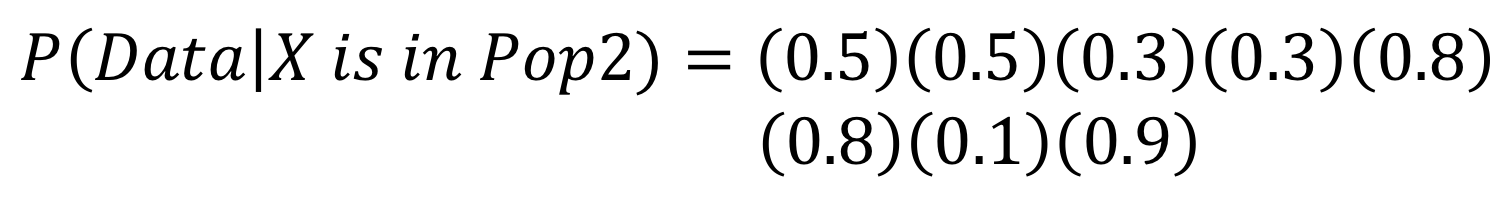 P(Data|X is in Pop2) = (0.5)(0.5)(0.3)(0.3)(0.8)
(0.8)(0.1)(0.9)